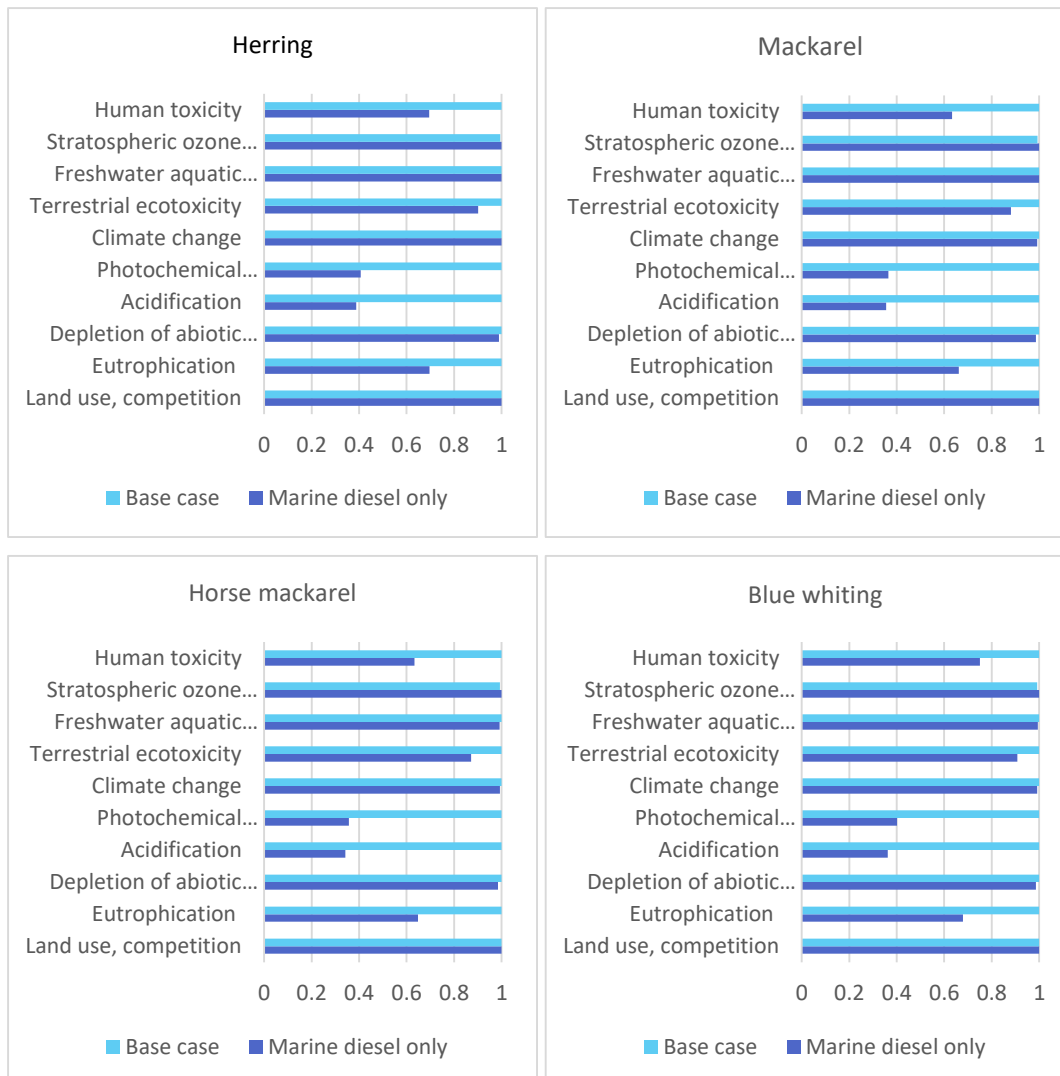 Herring
Human toxicity
Stratospheric ozone...
Freshwater aquatic...
Terrestrial ecotoxicity
Climate change
Photochemical...
Acidification
Depletion of abiotic...
Eutrophication
Land use, competition
0 0.2 0.4 0.6 0.8 1
Base case Marine diesel only
Mackarel
Human toxicity
Stratospheric ozone...
Freshwater aquatic...
Terrestrial ecotoxicity
Climate change
Photochemical...
Acidification
Depletion of abiotic...
Eutrophication
Land use, competition
0 0.2 0.4 0.6 0.8 1
Base case Marine diesel only
Horse mackarel
Human toxicity
Stratospheric ozone...
Freshwater aquatic...
Terrestrial ecotoxicity
Climate change
Photochemical...
Acidification
Depletion of abiotic...
Eutrophication
Land use, competition
0 0.2 0.4 0.6 0.8 1
Base case Marine diesel only
Blue whiting
Human toxicity
Stratospheric ozone...
Freshwater aquatic...
Terrestrial ecotoxicity
Climate change
Photochemical...
Acidification
Depletion of abiotic...
Eutrophication
Land use, competition
0 0.2 0.4 0.6 0.8 1
Base case Marine diesel only